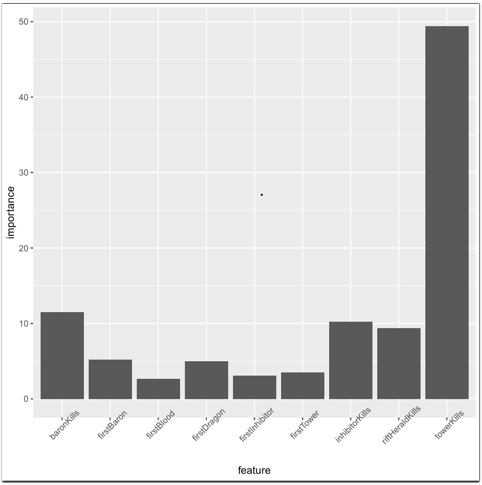 50
40
30
20
10
0
importance
baronKills
firstBaron
firstBlood
firstDragon
firstInhibitor
firstTower
inhibitorKills
riftHeraldKills
towerKills
feature